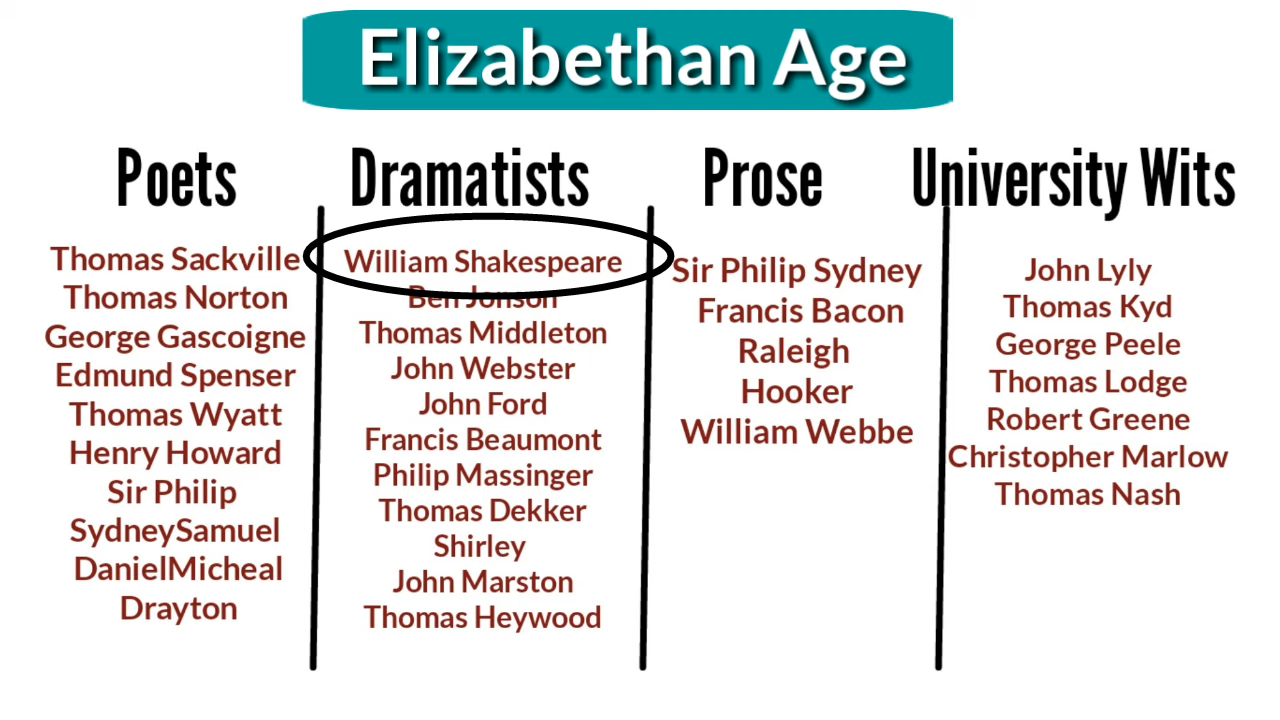 Elizabethan Age
Poets
Thomas Sackville
Thomas Norton
George Gascoigne
Edmund Spenser
Thomas Wyatt
Henry Howard
Sir Philip
SydneySamuel
DanielMicheal
Drayton
Dramatists
William Shakespeare
Ben Jonson
Thomas Middleton
John Webster
John Ford
Francis Beaumont
Philip Massinger
Thomas Dekker
Shirley
John Marston
Thomas Heywood
Prose
Sir Philip Sydney
Francis Bacon
Raleigh
Hooker
William Webbe
University Wits
John Lyly
Thomas Kyd
George Peele
Thomas Lodge
Robert Greene
Christopher Marlow
Thomas Nash